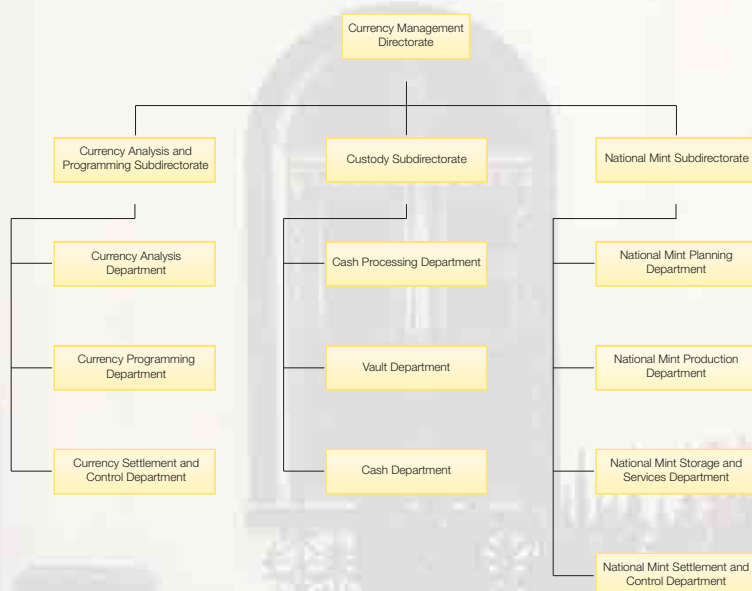 Currency Management
Directorate
Currency Analysis and
Programming Subdirectorate
Custody Subdirectorate
National Mint Subdirectorate
Currency Analysis
Department
Cash Processing Department
National Mint Planning
Department
Currency Programming
Department
Vault Department
National Mint Production
Department
Currency Settlement and
Control Department
Cash Department
National Mint Storage and
Services Department
National Mint Settlement and
Control Department